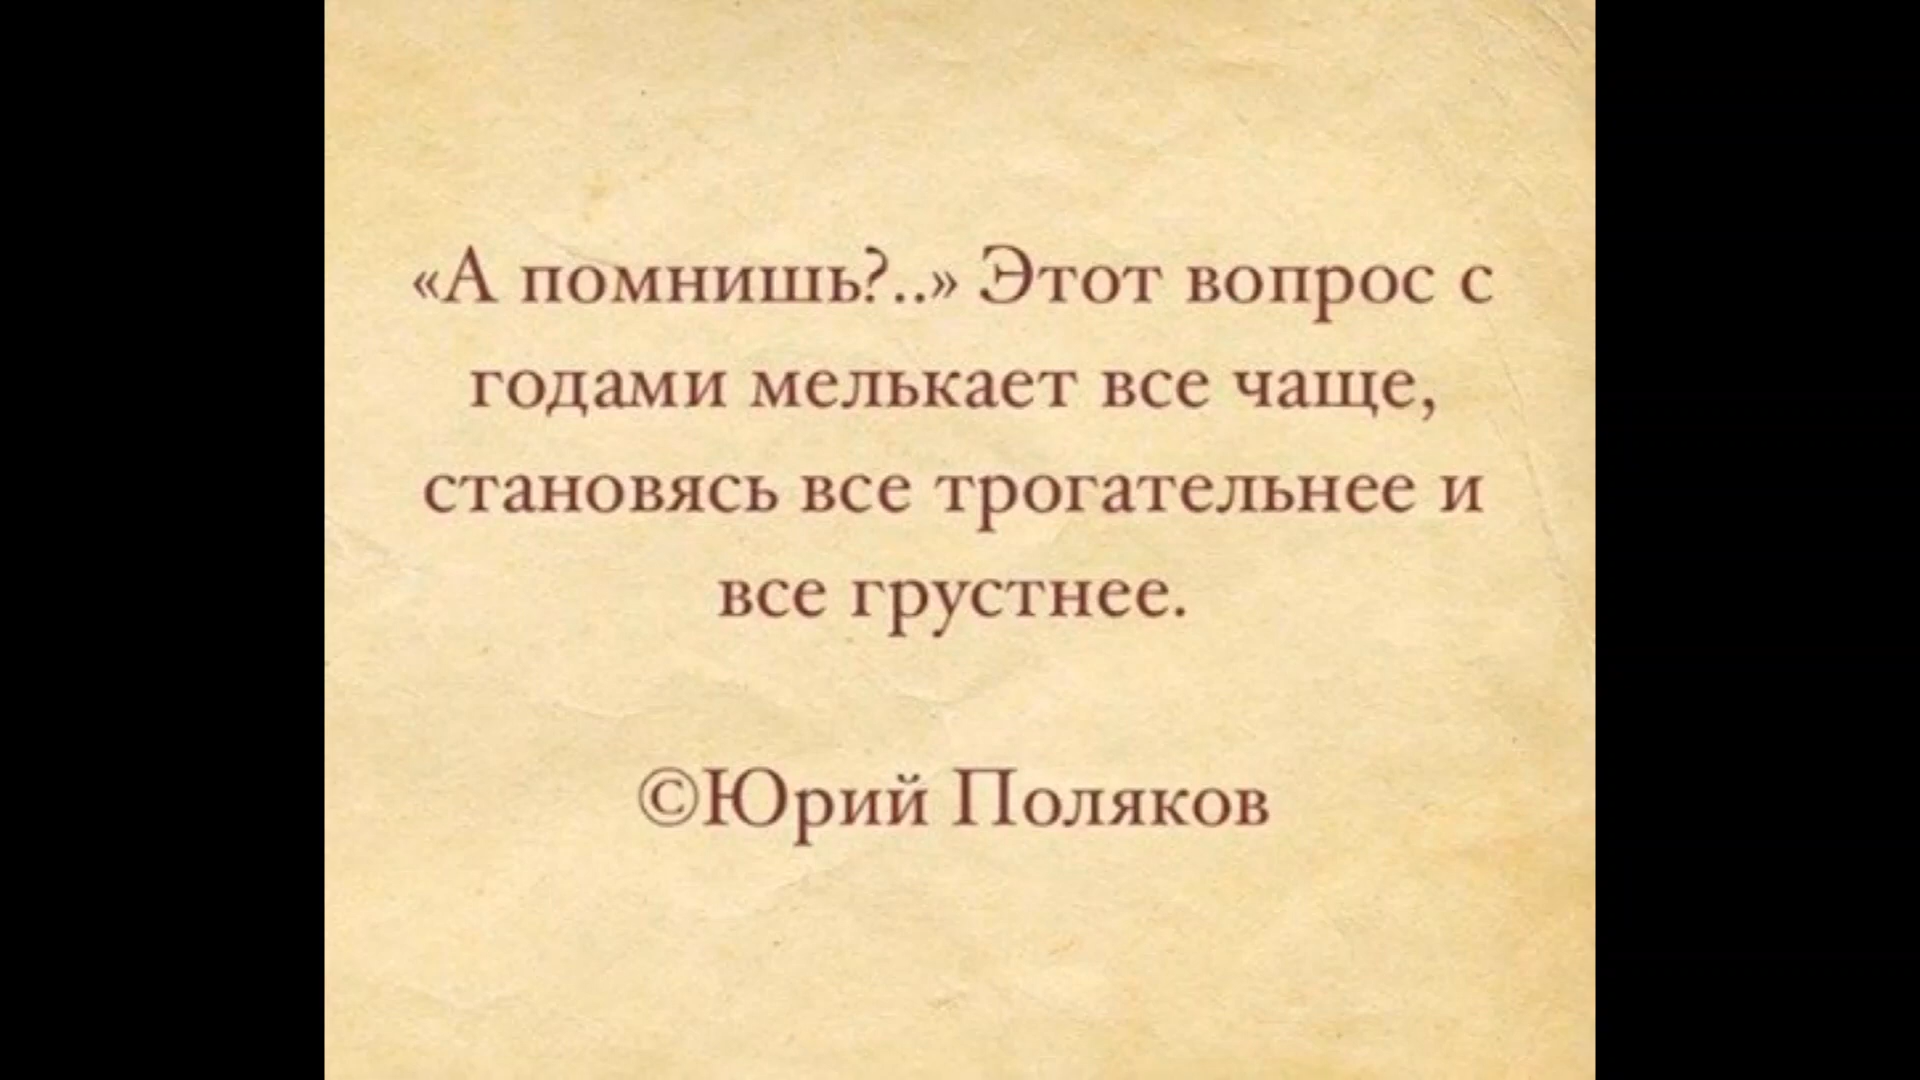 «А помнишь?..» Этот вопрос с
годами мелькает все чаще,
становясь все трогательнее и
все грустнее.
©Юрий Поляков